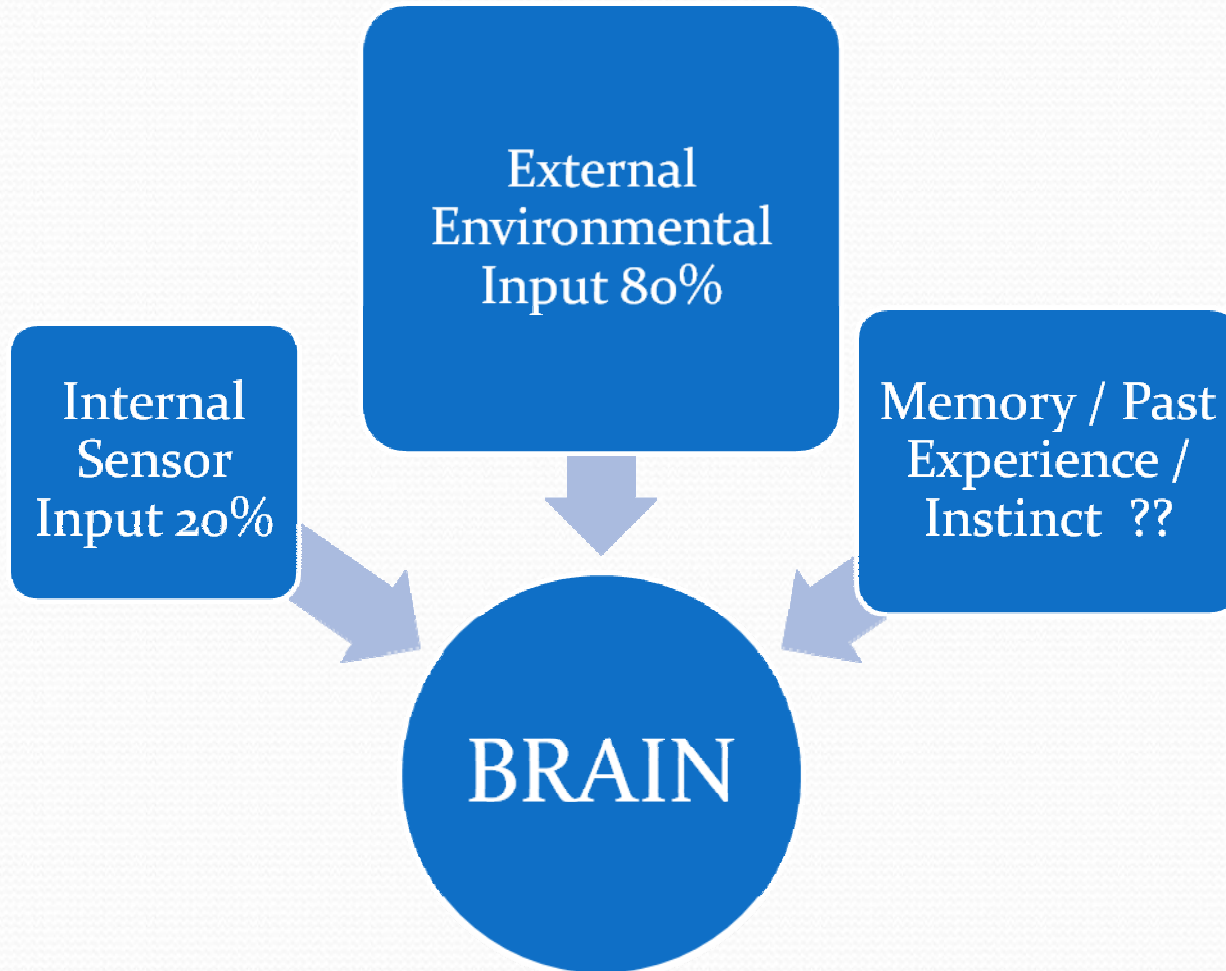 External
Environmental
Input 80%
Internal
Sensor
Input 20%
Memory / Past
Experience /
Instinct ??
BRAIN